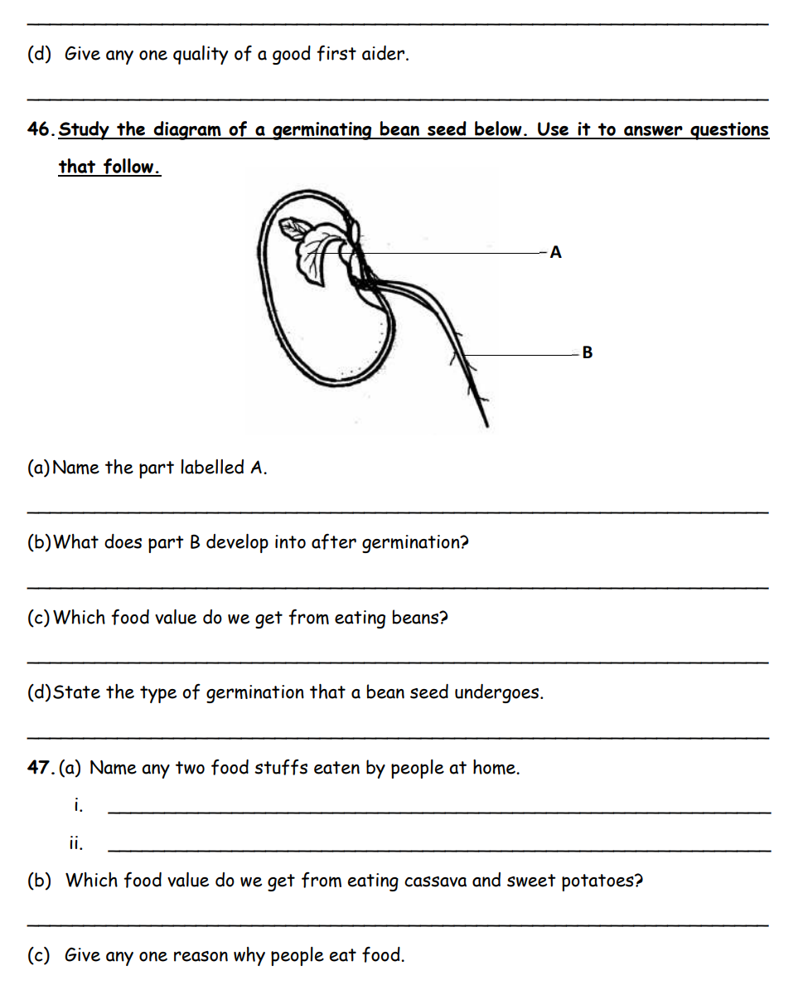 (d) Give any one quality of a good first aider.
46. Study the diagram of a germinating bean seed below. Use it to answer questions
that follow.
A
B
(a) Name the part labelled A.
(b) What does part B develop into after germination?
(c) Which food value do we get from eating beans?
(d) State the type of germination that a bean seed undergoes.
47. (a) Name any two food stuffs eaten by people at home.
i.
ii.
(b) Which food value do we get from eating cassava and sweet potatoes?
(c) Give any one reason why people eat food.